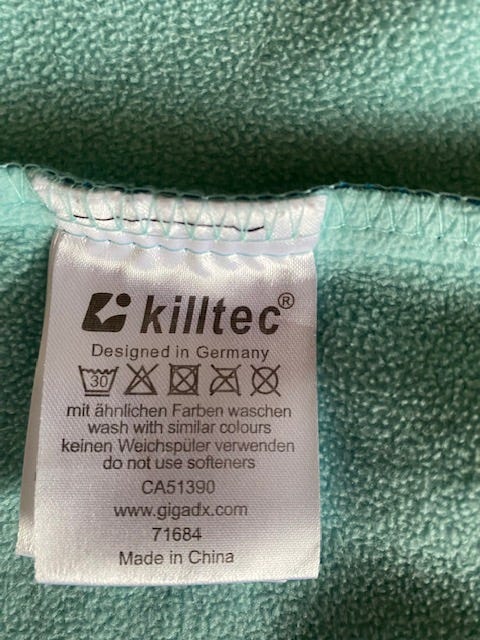 killtec®
Designed in Germany
30
mit ähnlichen Farben waschen
wash with similar colours
keinen Weichspüler verwenden
do not use softeners
CA51390
www.gigadx.com
71684
Made in China